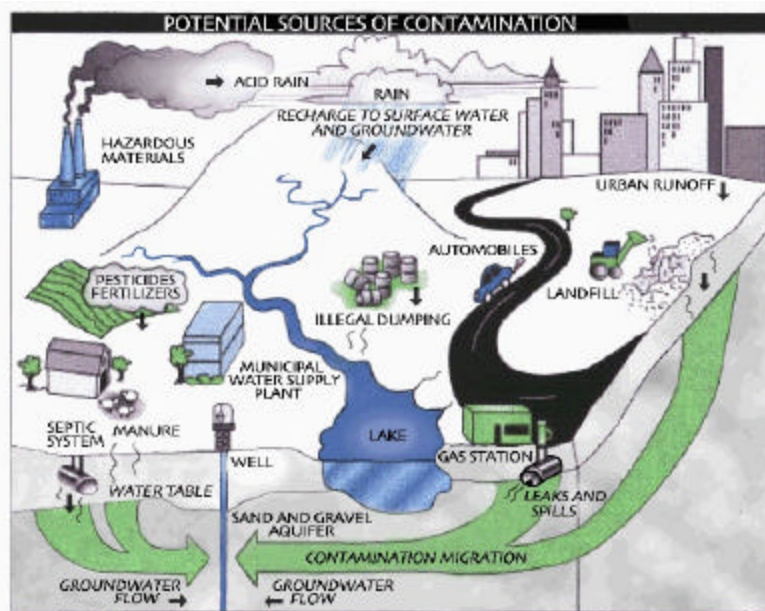 POTENTIAL SOURCES OF CONTAMINATION
ACID RAIN
RAIN
RECHARGE TO SURFACE WATER
AND GROUNDWATER
HAZARDOUS
MATERIALS
URBAN RUNOFF
AUTOMOBILES
PESTICIDES
FERTILIZERS
LANDFILL
ILLEGAL DUMPING
MUNICIPAL
WATER SUPPLY
PLANT
SEPTIC
SYSTEM
MANURE
LAKE
WELL
GAS STATION
WATER TABLE
LEAKS AND
SPILLS
SAND AND GRAVEL
AQUIFER
CONTAMINATION MIGRATION
GROUNDWATER
FLOW
GROUNDWATER
FLOW